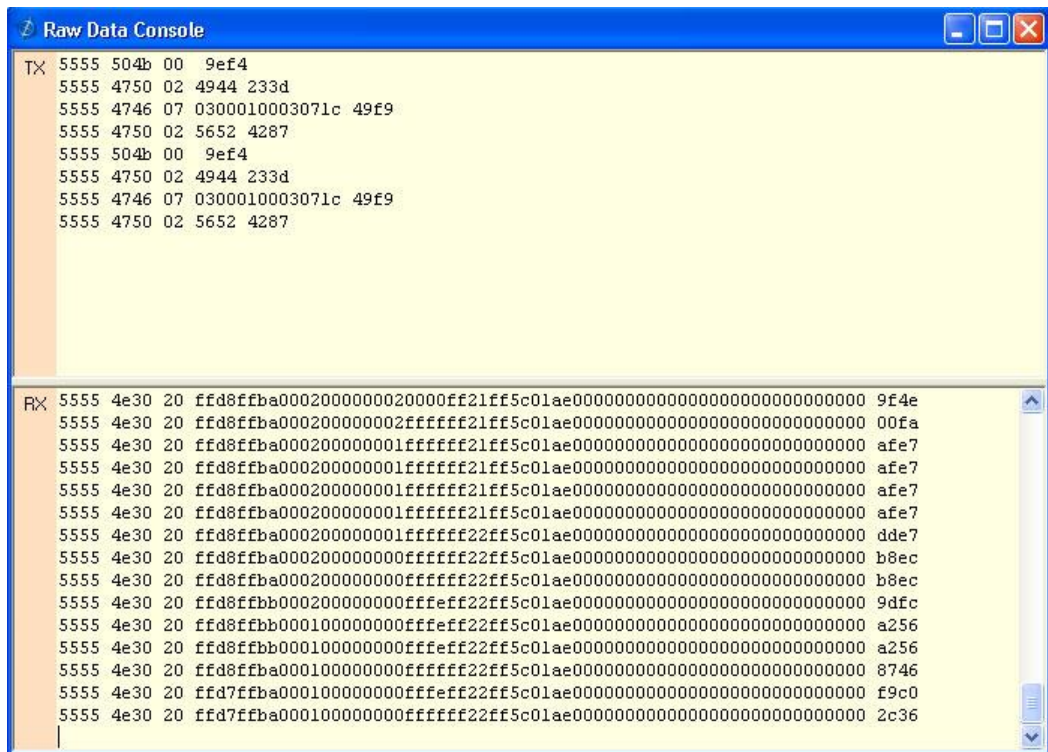 Raw Data Console
TX 5555 504b 00  9ef4
5555 4750 02 4944 233d
5555 4746 07 0300010003071c 49f9
5555 4750 02 5652 4287
5555 504b 00  9ef4
5555 4750 02 4944 233d
5555 4746 07 0300010003071c 49f9
5555 4750 02 5652 4287
RX 5555 4e30 20 ffd8ffba0002000000020000ff21ff5c01ae0000000000000000000000000000 9f4e
5555 4e30 20 ffd8ffba000200000002ffffff21ff5c01ae0000000000000000000000000000 00fa
5555 4e30 20 ffd8ffba000200000001ffffff21ff5c01ae0000000000000000000000000000 afe7
5555 4e30 20 ffd8ffba000200000001ffffff21ff5c01ae0000000000000000000000000000 afe7
5555 4e30 20 ffd8ffba000200000001ffffff21ff5c01ae0000000000000000000000000000 afe7
5555 4e30 20 ffd8ffba000200000001ffffff21ff5c01ae0000000000000000000000000000 afe7
5555 4e30 20 ffd8ffba000200000001ffffff22ff5c01ae0000000000000000000000000000 dde7
5555 4e30 20 ffd8ffba000200000000ffffff22ff5c01ae0000000000000000000000000000 b8ec
5555 4e30 20 ffd8ffba000200000000ffffff22ff5c01ae0000000000000000000000000000 b8ec
5555 4e30 20 ffd8ffbb000200000000fffeff22ff5c01ae0000000000000000000000000000 9dfc
5555 4e30 20 ffd8ffbb000100000000fffeff22ff5c01ae0000000000000000000000000000 a256
5555 4e30 20 ffd8ffbb000100000000fffeff22ff5c01ae0000000000000000000000000000 a256
5555 4e30 20 ffd8ffba000100000000ffffff22ff5c01ae0000000000000000000000000000 8746
5555 4e30 20 ffd7ffba000100000000fffeff22ff5c01ae0000000000000000000000000000 f9c0
5555 4e30 20 ffd7ffba000100000000ffffff22ff5c01ae0000000000000000000000000000 2c36